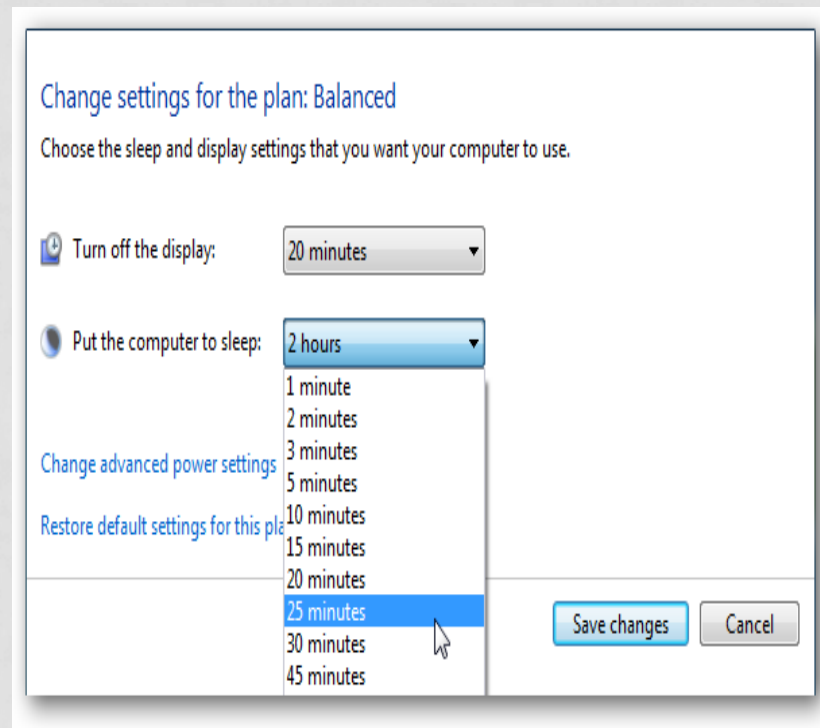 Change settings for the plan: Balanced
Choose the sleep and display settings that you want your computer to use.
Turn off the display: 20 minutes
Put the computer to sleep: 2 hours
1 minute
2 minutes
3 minutes
Change advanced power settings
5 minutes
10 minutes
Restore default settings for this pla
15 minutes
20 minutes
25 minutes
30 minutes
45 minutes
Save changes Cancel